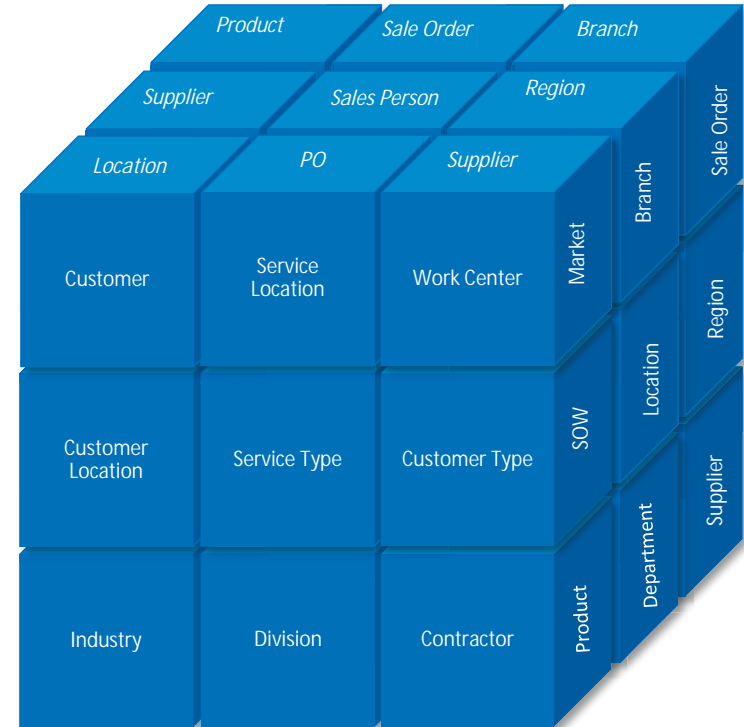 Product
Sale Order
Branch
Supplier
Sales Person
Region
Location
PO
Supplier
Customer
Service
Location
Work Center
Market
Branch
Sale Order
Customer
Location
Service Type
Customer Type
SOW
Location
Region
Industry
Division
Contractor
Product
Department
Supplier